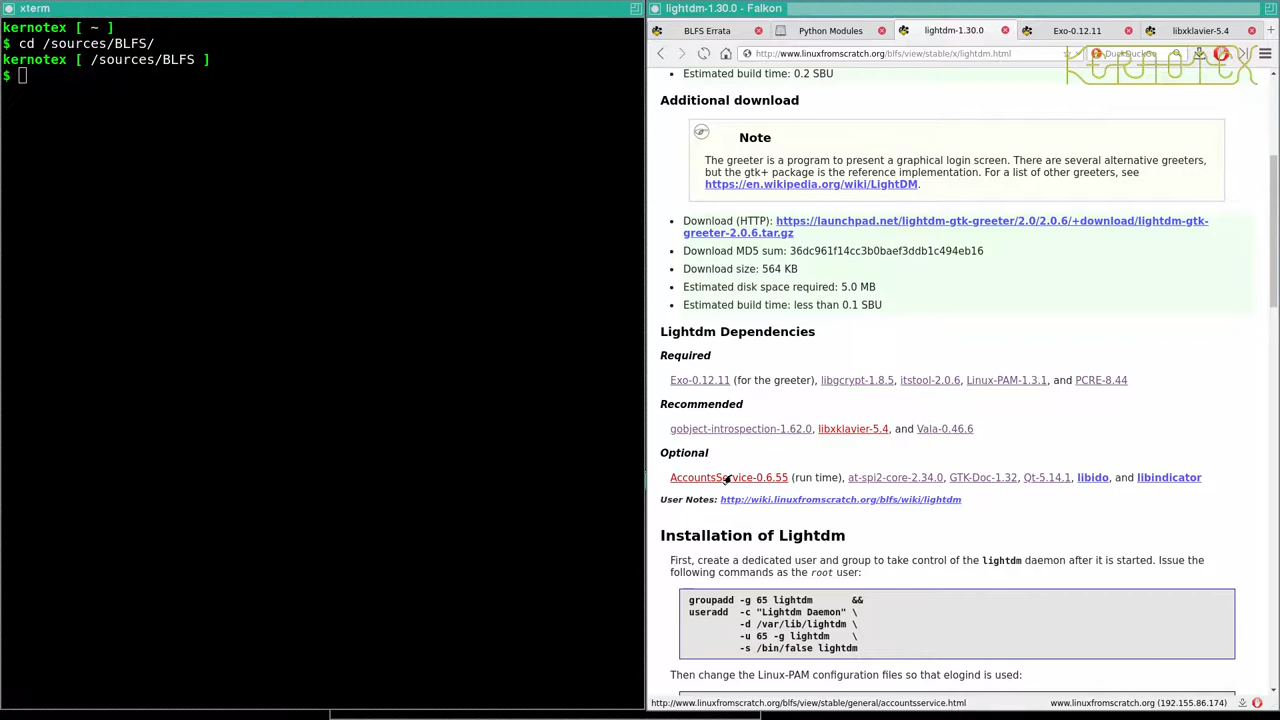 xterm
kernotex [ ~ ]
$ cd /sources/BLFS/
kernotex [ /sources/BLFS ]
$
lightdm-1.30.0 - Falkon
BLFS Errata
Python Modules
lightdm-1.30.0
Exo-0.12.11
libxklavier-5.4
http://www.linuxfromscratch.org/blfs/view/stable/x/lightdm.html
DuckDuckGo
KERNOTEX
Estimated build time: 0.2 SBU
Additional download
Note
The greeter is a program to present a graphical login screen. There are several alternative greeters,
but the gtk+ package is the reference implementation. For a list of other greeters, see
https://en.wikipedia.org/wiki/LightDM.
Download (HTTP): https://launchpad.net/lightdm-gtk-greeter/2.0/2.0.6/+download/lightdm-gtk-
greeter-2.0.6.tar.gz
Download MD5 sum: 36dc961f14cc3b0baef3ddb1c494eb16
Download size: 564 KB
Estimated disk space required: 5.0 MB
Estimated build time: less than 0.1 SBU
Lightdm Dependencies
Required
Exo-0.12.11 (for the greeter), libgcrypt-1.8.5, itstool-2.0.6, Linux-PAM-1.3.1, and PCRE-8.44
Recommended
gobject-introspection-1.62.0, libxklavier-5.4, and Vala-0.46.6
Optional
AccountsService-0.6.55 (run time), at-spi2-core-2.34.0, GTK-Doc-1.32, Qt-5.14.1, libido, and libindicator
User Notes: http://wiki.linuxfromscratch.org/blfs/wiki/lightdm
Installation of Lightdm
First, create a dedicated user and group to take control of the lightdm daemon after it is started. Issue the
following commands as the root user:
groupadd -g 65 lightdm &&
useradd -c "Lightdm Daemon" \
-d /var/lib/lightdm \
-u 65 -g lightdm \
-s /bin/false lightdm
Then change the Linux-PAM configuration files so that elogind is used:
http://www.linuxfromscratch.org/blfs/view/stable/general/accountsservice.html
www.linuxfromscratch.org (192.155.86.174)